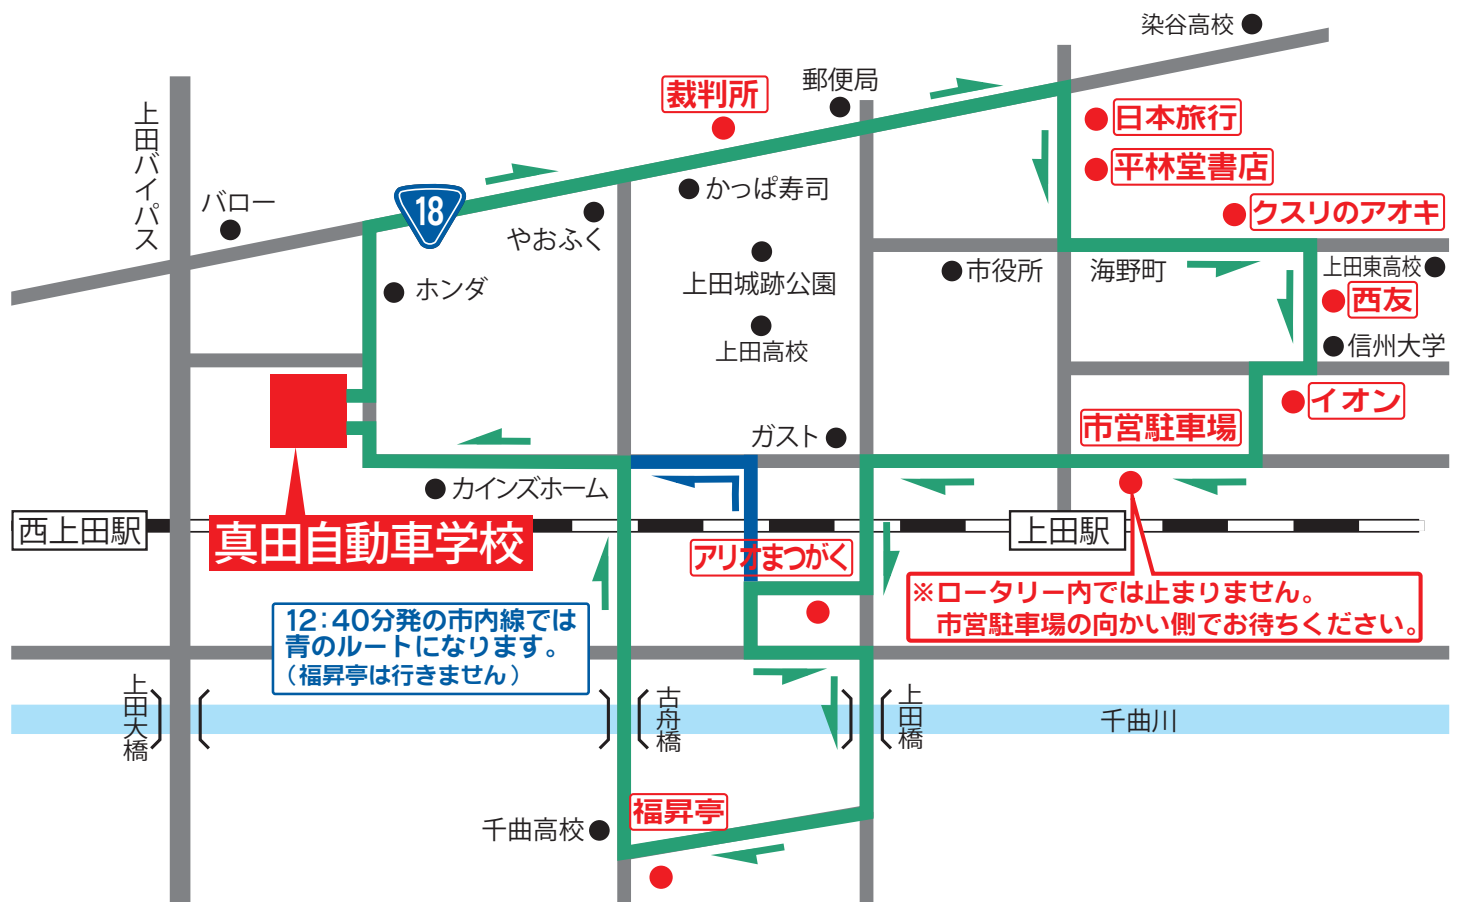 染谷高校
郵便局
裁判所
日本旅行
上田バイパス
平林堂書店
かっぱ寿司
バロー
18
クスリのアオキ
やおふく
上田城跡公園
市役所
海野町
上田東高校
ホンダ
西友
上田高校
信州大学
イオン
ガスト
市営駐車場
カインズホーム
西上田駅
真田自動車学校
上田駅
アリオまつがく
※ロータリー内では止まりません。
市営駐車場の向かい側でお待ちください。
12:40分発の市内線では
青のルートになります。
(福昇亭は行きません)
上田大橋
古舟橋
上田橋
千曲川
福昇亭
千曲高校